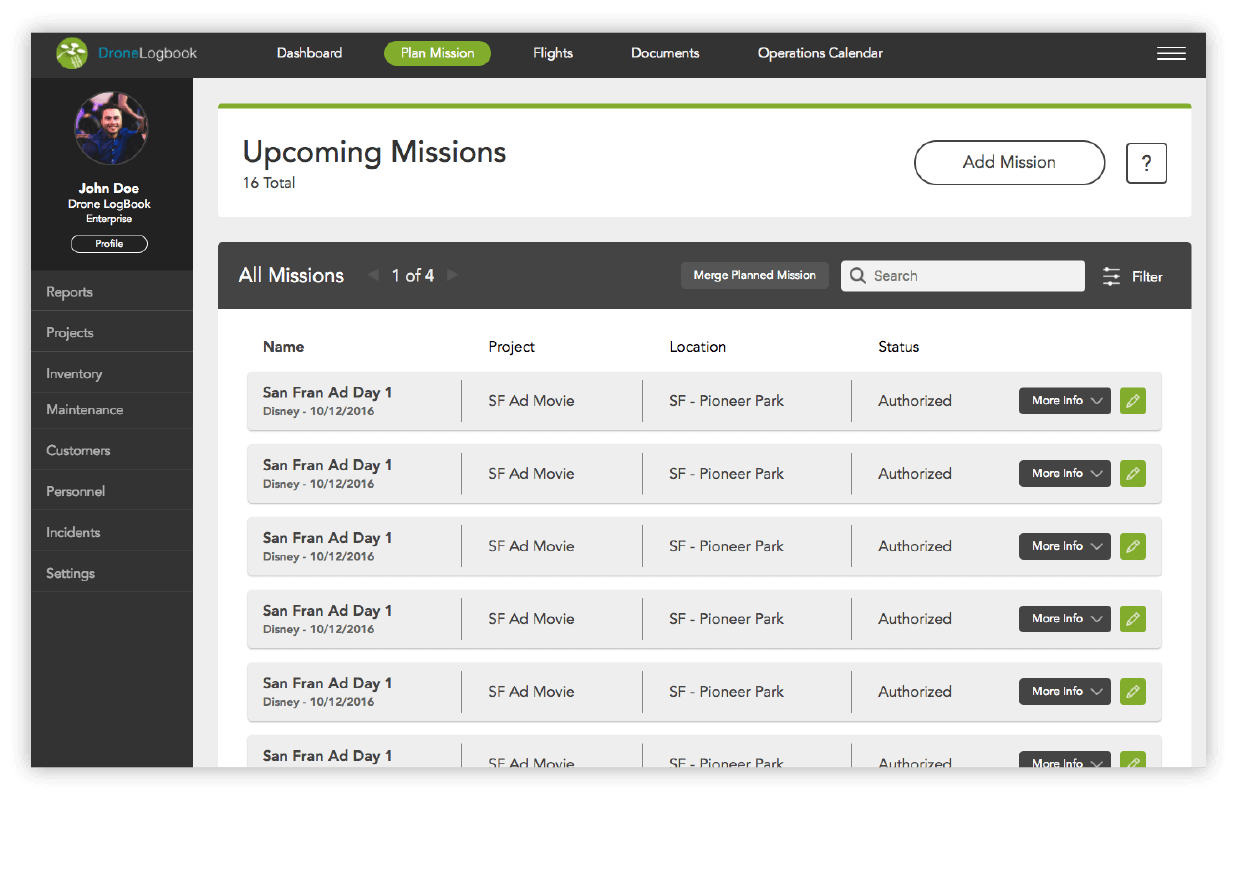 DroneLogbook
Dashboard
Plan Mission
Flights
Documents
Operations Calendar
John Doe
Drone LogBook
Enterprise
Profile
Reports
Projects
Inventory
Maintenance
Customers
Personnel
Incidents
Settings
Upcoming Missions
16 Total
Add Mission
?
All Missions
1 of 4
Merge Planned Mission
Search
Filter
Name Project Location Status
San Fran Ad Day 1
Disney - 10/12/2016
SF Ad Movie
SF - Pioneer Park
Authorized
More Info
San Fran Ad Day 1
Disney - 10/12/2016
SF Ad Movie
SF - Pioneer Park
Authorized
More Info
San Fran Ad Day 1
Disney - 10/12/2016
SF Ad Movie
SF - Pioneer Park
Authorized
More Info
San Fran Ad Day 1
Disney - 10/12/2016
SF Ad Movie
SF - Pioneer Park
Authorized
More Info
San Fran Ad Day 1
Disney - 10/12/2016
SF Ad Movie
SF - Pioneer Park
Authorized
More Info
San Fran Ad Day 1
SF Ad Movie
SF - Pioneer Park
Authorized
More Info